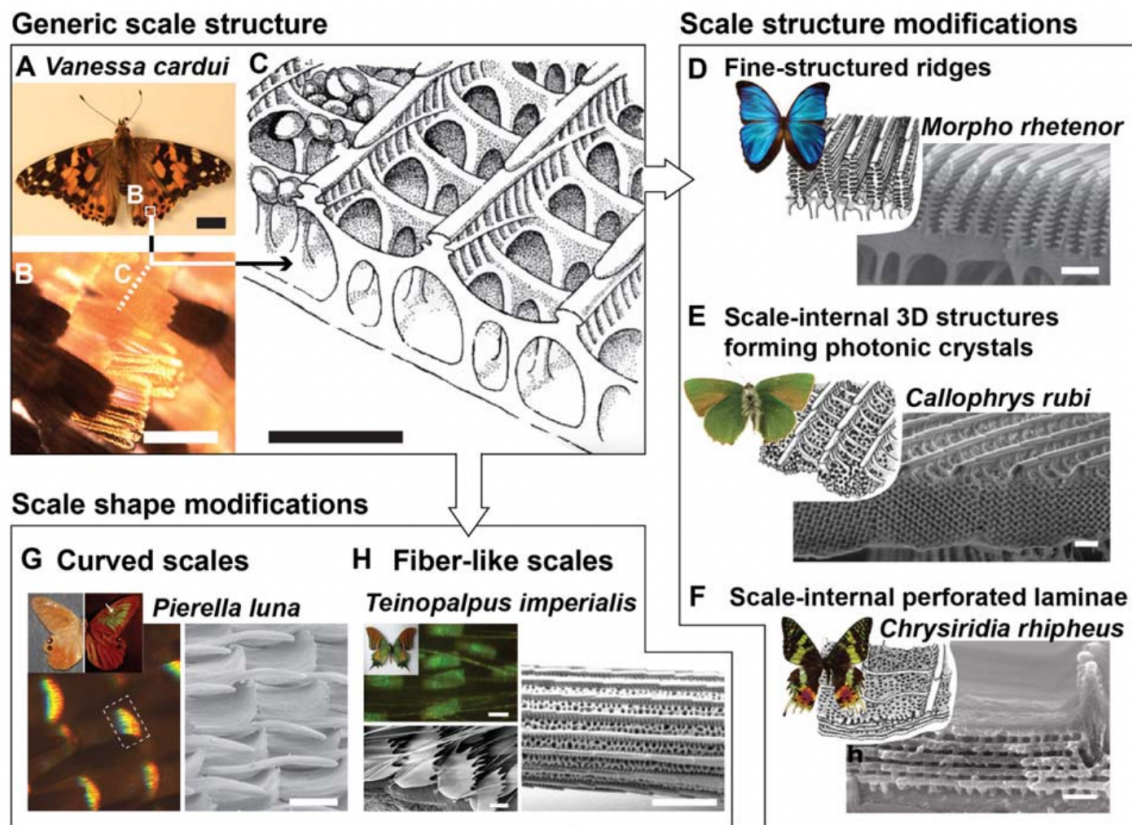 Generic scale structure
A Vanessa cardui
B
B
C
C
Scale structure modifications
D Fine-structured ridges
Morpho rhetenor
E Scale-internal 3D structures
forming photonic crystals
Callophrys rubi
F Scale-internal perforated laminae
Chrysiridia rhipheus
h
Scale shape modifications
G Curved scales
Pierella luna
H Fiber-like scales
Teinopalpus imperialis